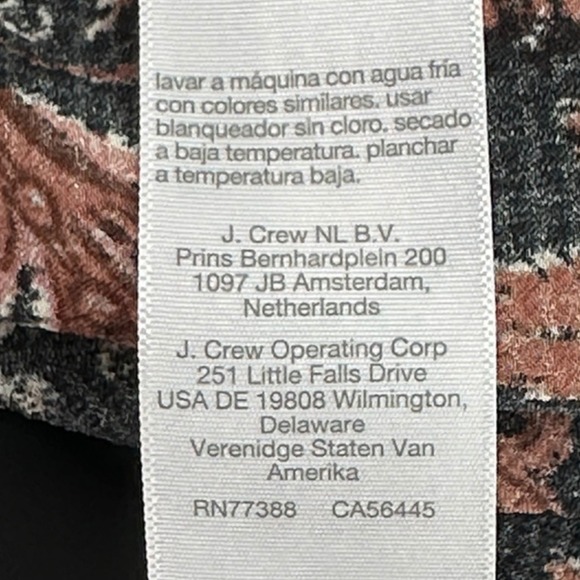 lavar a máquina con agua fría
con colores similares. usar
blanqueador sin cloro. secado
a baja temperatura. planchar
a temperatura baja.
J. Crew NL B.V.
Prins Bernhardplein 200
1097 JB Amsterdam,
Netherlands
J. Crew Operating Corp
251 Little Falls Drive
USA DE 19808 Wilmington,
Delaware
Verenidge Staten Van
Amerika
RN77388 CA56445